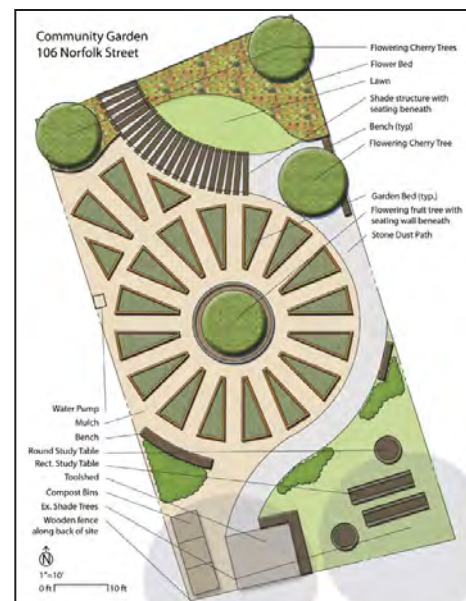 Community Garden
106 Norfolk Street
Flowering Cherry Trees
Flower Bed
Lawn
Shade structure with
seating beneath
Bench (typ)
Flowering Cherry Tree
Garden Bed (typ.)
Flowering fruit tree with
seating wall beneath
Stone Dust Path
Water Pump
Mulch
Bench
Round Study Table
Rect. Study Table
Toolshed
Compost Bins
Ex. Shade Trees
Wooden fence
along back of site
N
1"=10'
0 ft
10 ft